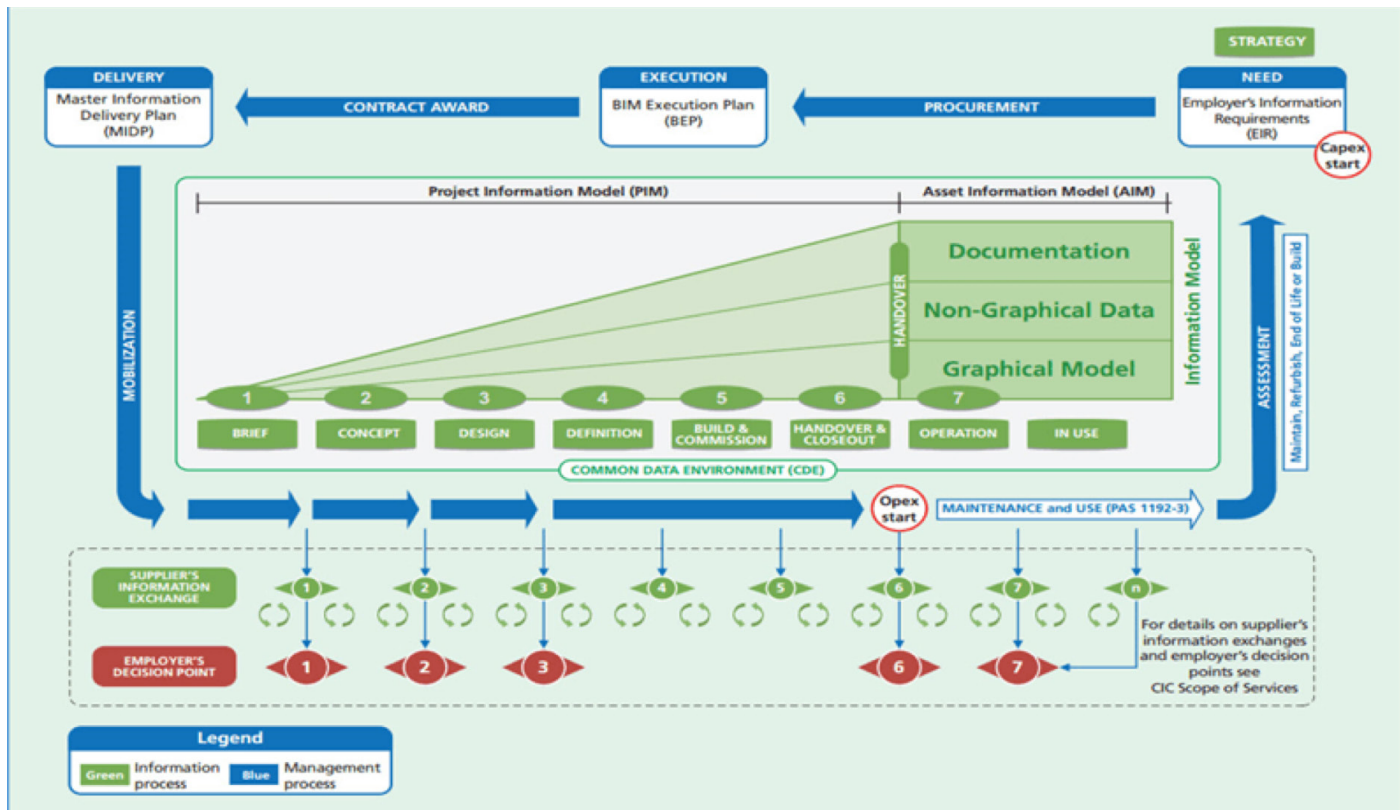 STRATEGY
DELIVERY
Master Information
Delivery Plan
(MIDP)
CONTRACT AWARD
EXECUTION
BIM Execution Plan
(BEP)
PROCUREMENT
NEED
Employer's Information
Requirements
(EIR)
Capex
start
Project Information Model (PIM)
Asset Information Model (AIM)
MOBILIZATION
HANDOVER
Documentation
Non-Graphical Data
Graphical Model
Information Model
ASSESSMENT
Maintain, Refurbish, End of Life or Build
1 2 3 4 5 6 7
BRIEF
CONCEPT
DESIGN
DEFINITION
BUILD &
COMMISSION
HANDOVER &
CLOSEOUT
OPERATION
IN USE
COMMON DATA ENVIRONMENT (CDE)
Opex
start
MAINTENANCE and USE (PAS 1192-3)
SUPPLIER'S
INFORMATION
EXCHANGE
1 2 3 4 5 6 7 n
EMPLOYER'S
DECISION POINT
1 2 3 6 7
For details on supplier's
information exchanges
and employer's decision
points see
CIC Scope of Services
Legend
Green Information
process
Blue Management
process